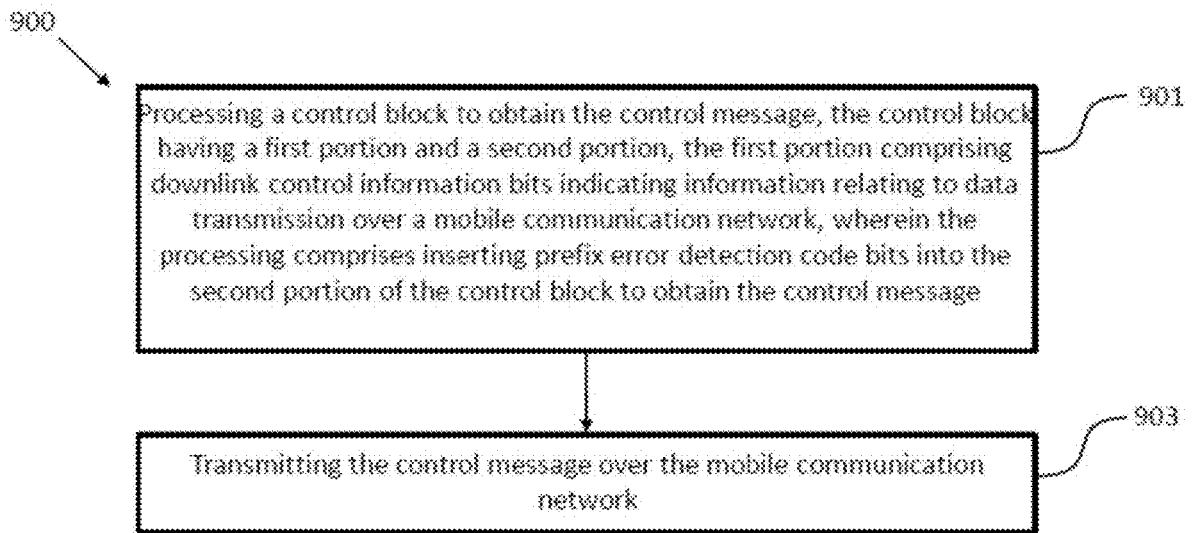 900
901
Processing a control block to obtain the control message, the control block
having a first portion and a second portion, the first portion comprising
downlink control information bits indicating information relating to data
transmission over a mobile communication network, wherein the
processing comprises inserting prefix error detection code bits into the
second portion of the control block to obtain the control message
903
Transmitting the control message over the mobile communication
network